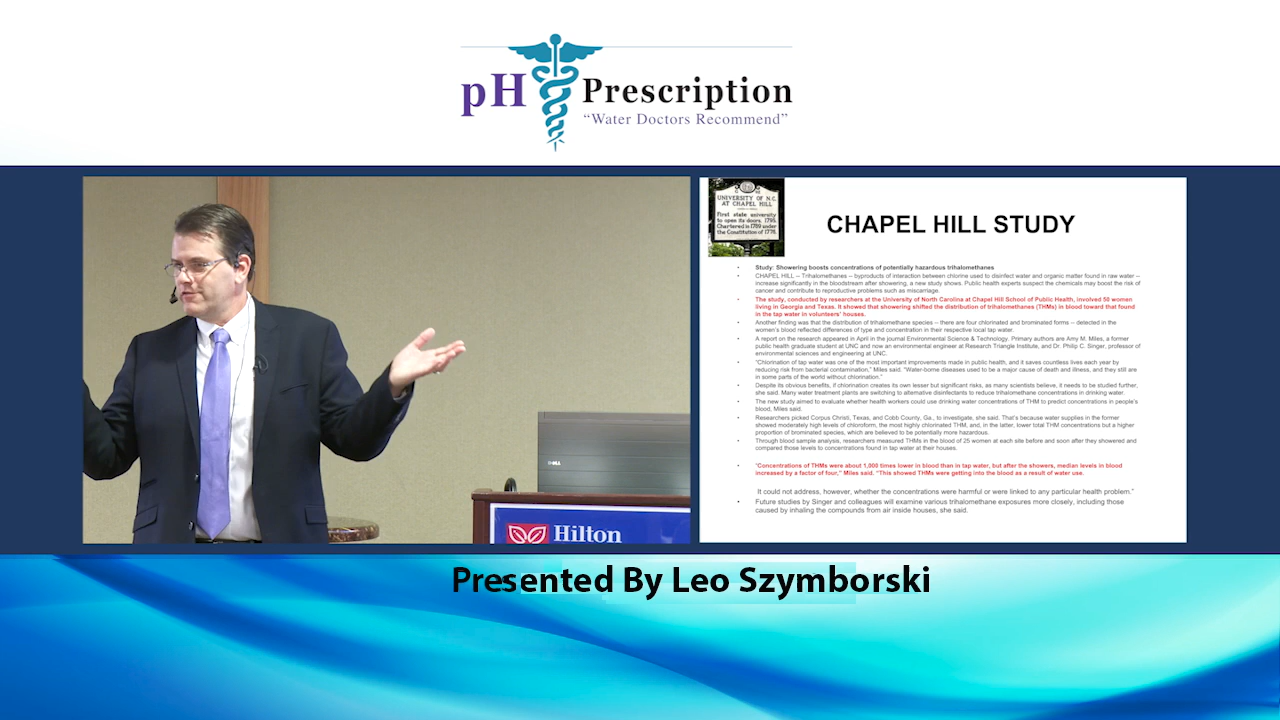 pH Prescription
“Water Doctors Recommend”
UNIVERSITY OF N.C.
AT CHAPEL HILL
First state university
to open its doors, 1795.
Chartered in 1789 under
the Constitution of 1776.
CHAPEL HILL STUDY
• Study: Showering boosts concentrations of potentially hazardous trihalomethanes
• CHAPEL HILL -- Trihalomethanes -- byproducts of interaction between chlorine used to disinfect water and organic matter found in raw water --
increase significantly in the bloodstream after showering, a new study shows. Public health experts suspect the chemicals may boost the risk of
cancer and contribute to reproductive problems such as miscarriage.
• The study, conducted by researchers at the University of North Carolina at Chapel Hill School of Public Health, involved 50 women
living in Georgia and Texas. It showed that showering shifted the distribution of trihalomethanes (THMs) in blood toward that found
in the tap water in volunteers' houses.
• Another finding was that the distribution of trihalomethane species -- there are four chlorinated and brominated forms -- detected in the
women's blood reflected differences of type and concentration in their respective local tap water.
• A report on the research appeared in April in the journal Environmental Science & Technology. Primary authors are Amy M. Miles, a former
public health graduate student at UNC and now an environmental engineer at Research Triangle Institute, and Dr. Philip C. Singer, professor of
environmental sciences and engineering at UNC.
• "Chlorination of tap water was one of the most important improvements made in public health, and it saves countless lives each year by
reducing risk from bacterial contamination," Miles said. "Water-borne diseases used to be a major cause of death and illness, and they still are
in some parts of the world without chlorination."
• Despite its obvious benefits, if chlorination creates its own lesser but significant risks, as many scientists believe, it needs to be studied further,
she said. Many water treatment plants are switching to alternative disinfectants to reduce trihalomethane concentrations in drinking water.
• The new study aimed to evaluate whether health workers could use drinking water concentrations of THM to predict concentrations in people's
blood, Miles said.
• Researchers picked Corpus Christi, Texas, and Cobb County, Ga., to investigate, she said. That's because water supplies in the former
showed moderately high levels of chloroform, the most highly chlorinated THM, and, in the latter, lower total THM concentrations but a higher
proportion of brominated species, which are believed to be potentially more hazardous.
• Through blood sample analysis, researchers measured THMs in the blood of 25 women at each site before and soon after they showered and
compared those levels to concentrations found in tap water at their houses.
• "Concentrations of THMs were about 1,000 times lower in blood than in tap water, but after the showers, median levels in blood
increased by a factor of four," Miles said. "This showed THMs were getting into the blood as a result of water use.
It could not address, however, whether the concentrations were harmful or were linked to any particular health problem."
• Future studies by Singer and colleagues will examine various trihalomethane exposures more closely, including those
caused by inhaling the compounds from air inside houses, she said.
DELL
Hilton
Presented By Leo Szymborski